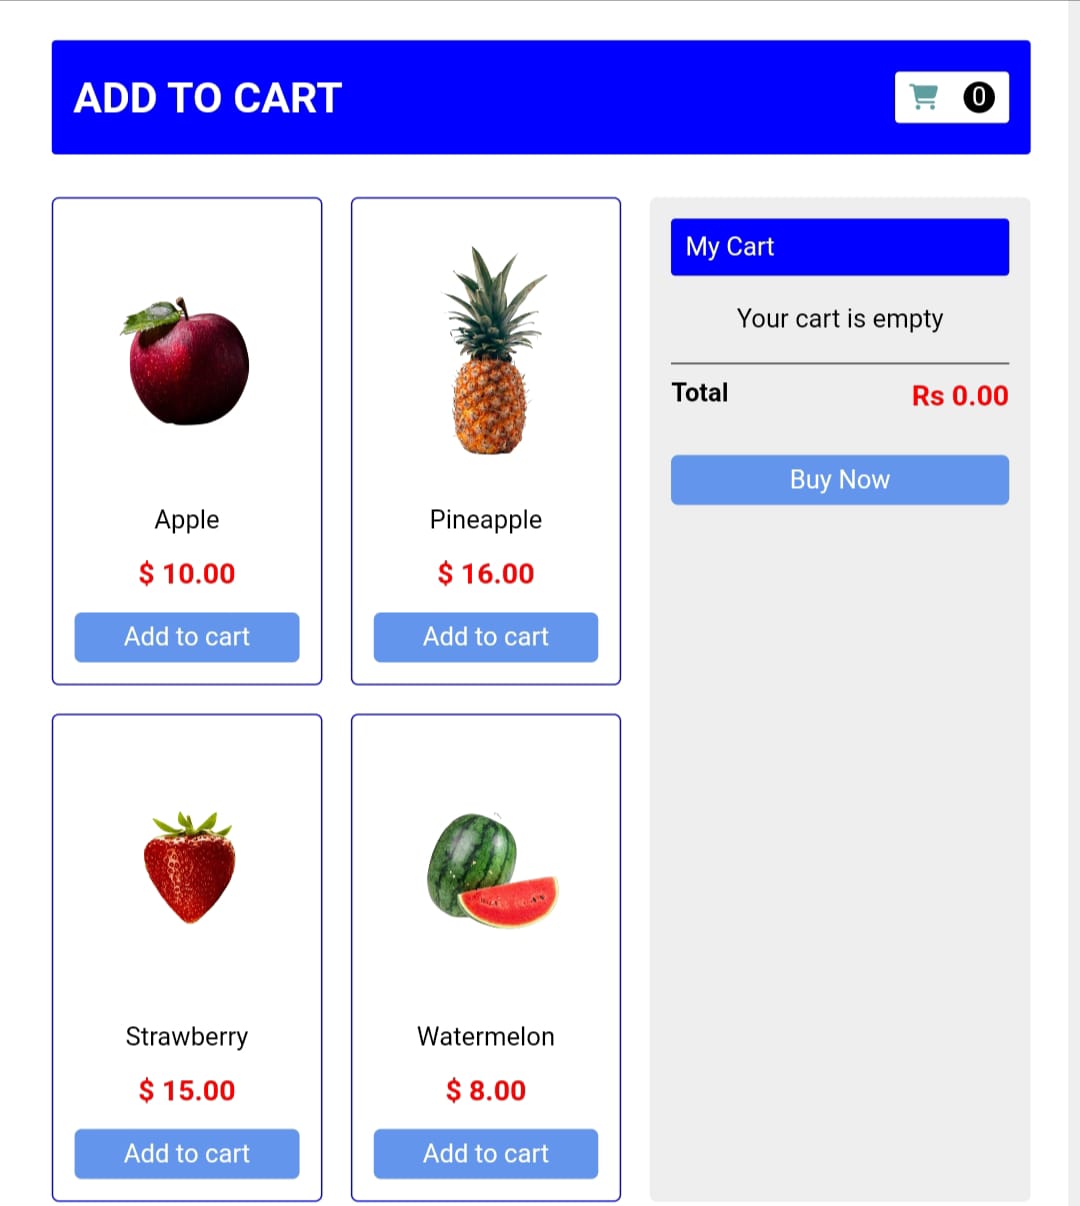 ADD TO CART
0
Apple
$ 10.00
Add to cart
Pineapple
$ 16.00
Add to cart
Strawberry
$ 15.00
Add to cart
Watermelon
$ 8.00
Add to cart
My Cart
Your cart is empty
Total Rs 0.00
Buy Now